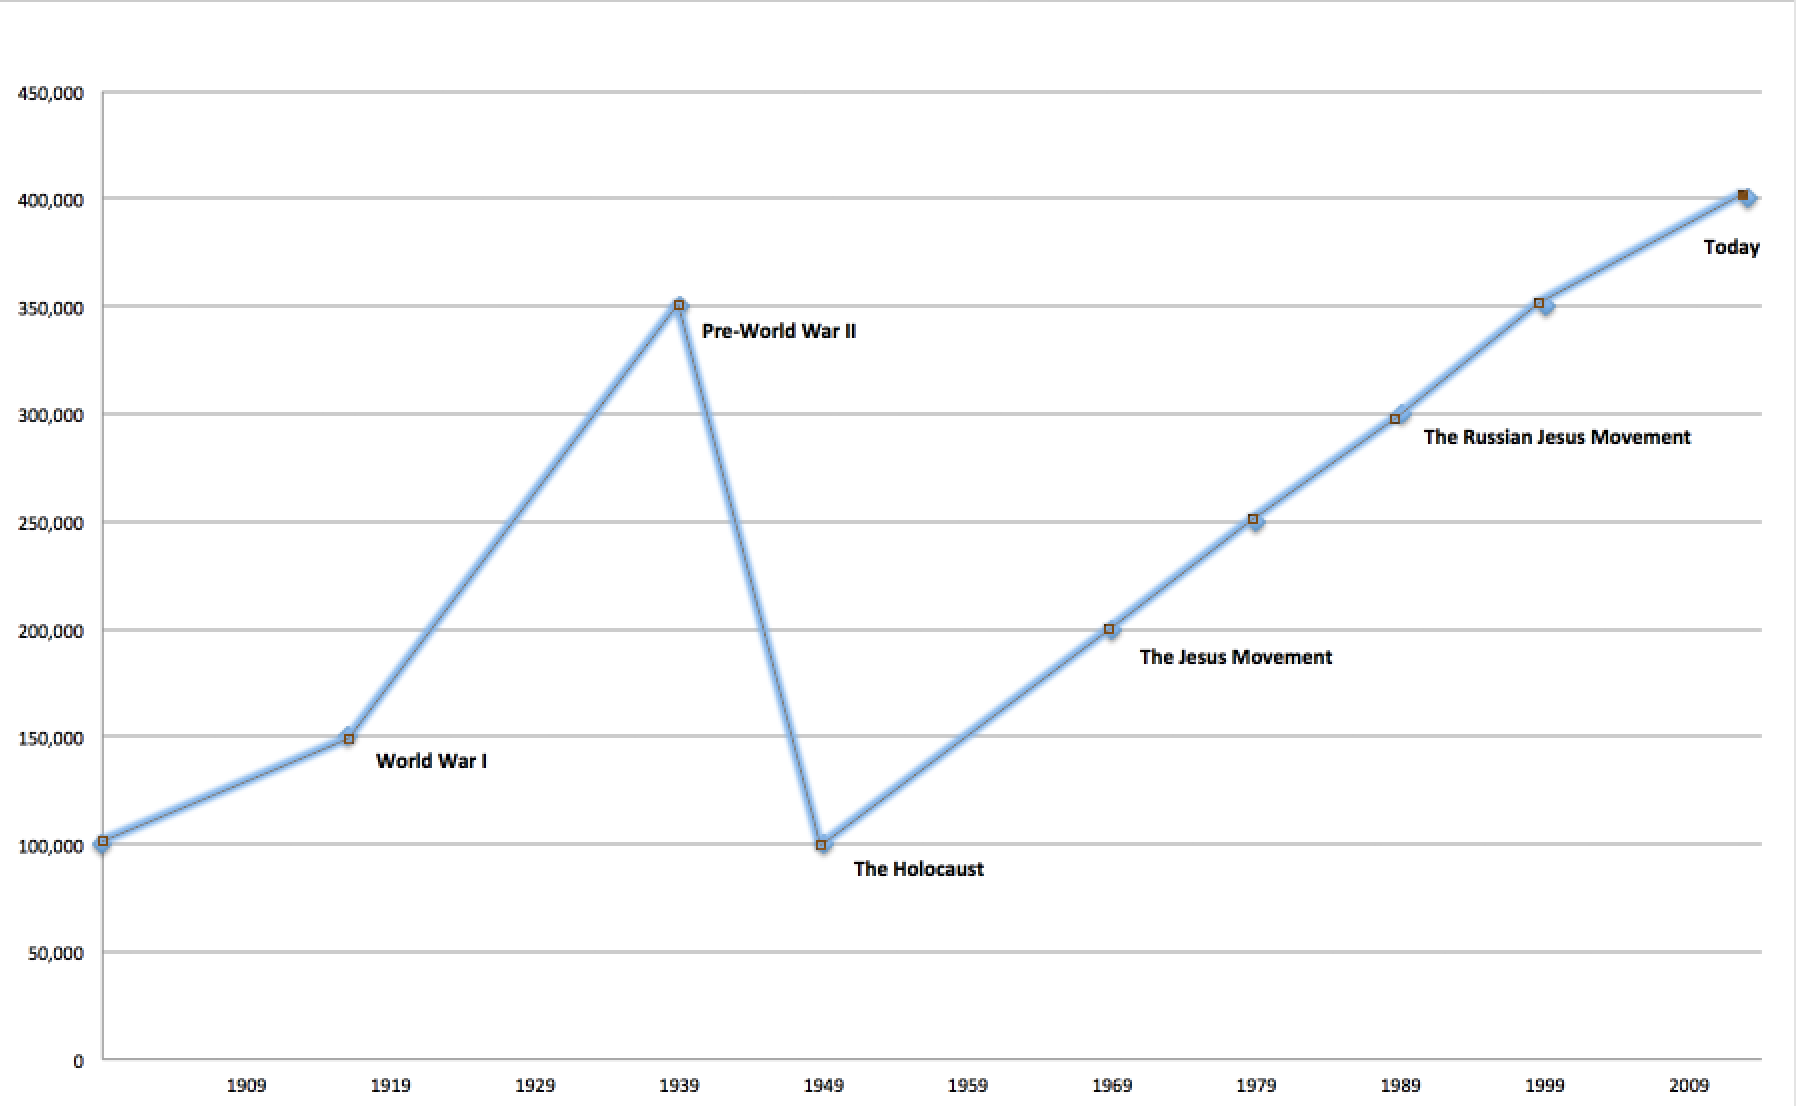 450,000
400,000
Today
350,000
Pre-World War II
300,000
The Russian Jesus Movement
250,000
200,000
The Jesus Movement
150,000
World War I
100,000
The Holocaust
50,000
0
1909 1919 1929 1939 1949 1959 1969 1979 1989 1999 2009